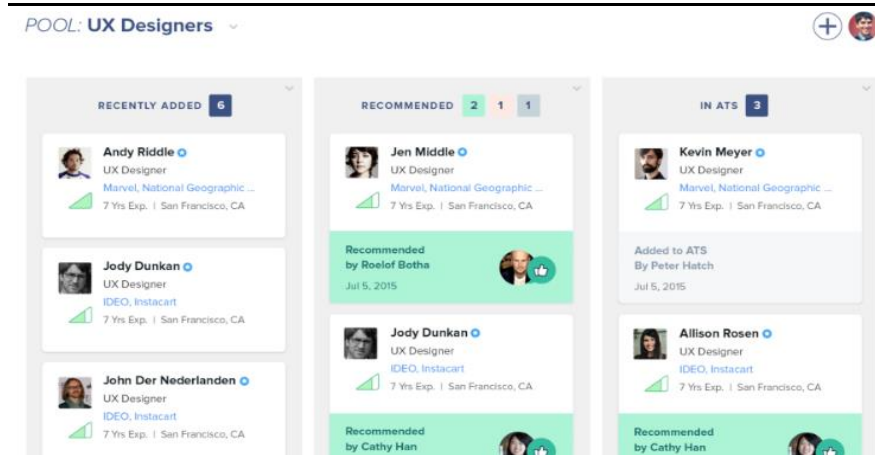 POOL: UX Designers
RECENTLY ADDED 6
Andy Riddle
UX Designer
Marvel, National Geographic ...
7 Yrs Exp. | San Francisco, CA
Jody Dunkan
UX Designer
IDEO, Instacart
7 Yrs Exp. | San Francisco, CA
John Der Nederlanden
UX Designer
IDEO, Instacart
7 Yrs Exp. | San Francisco, CA
RECOMMENDED 2 1 1
Jen Middle
UX Designer
Marvel, National Geographic ...
7 Yrs Exp. | San Francisco, CA
Recommended
by Roelof Botha
Jul 5, 2015
Jody Dunkan
UX Designer
IDEO, Instacart
7 Yrs Exp. | San Francisco, CA
Recommended
by Cathy Han
IN ATS 3
Kevin Meyer
UX Designer
Marvel, National Geographic ...
7 Yrs Exp. | San Francisco, CA
Added to ATS
By Peter Hatch
Jul 5, 2015
Allison Rosen
UX Designer
IDEO, Instacart
7 Yrs Exp. | San Francisco, CA
Recommended
by Cathy Han